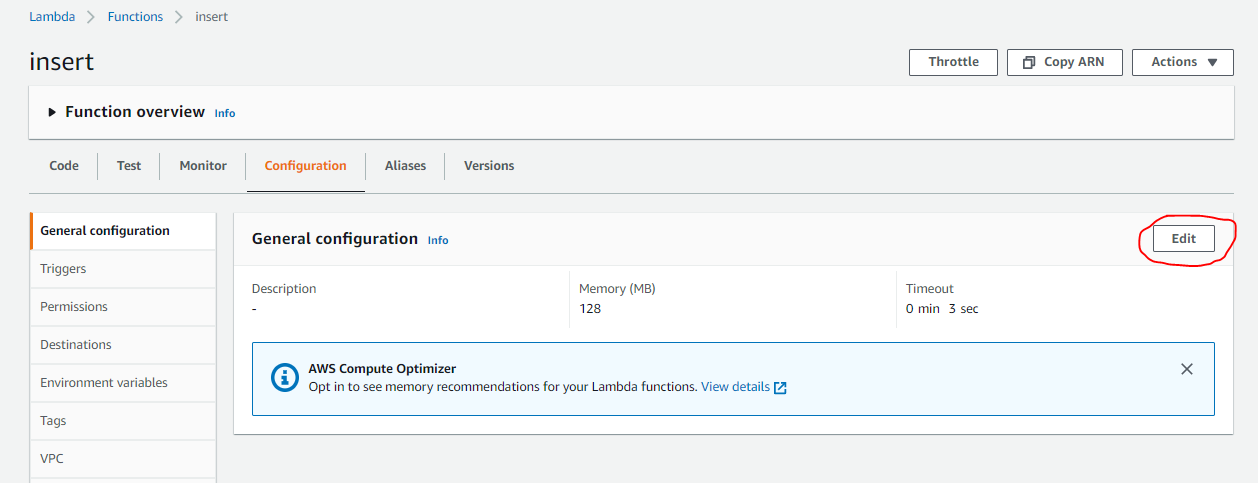 Lambda > Functions > insert
insert
Throttle Copy ARN Actions
Function overview Info
Code Test Monitor Configuration Aliases Versions
General configuration
Triggers
Permissions
Destinations
Environment variables
Tags
VPC
General configuration Info Edit
Description Memory (MB) Timeout
- 128 0 min 3 sec
AWS Compute Optimizer
Opt in to see memory recommendations for your Lambda functions. View details